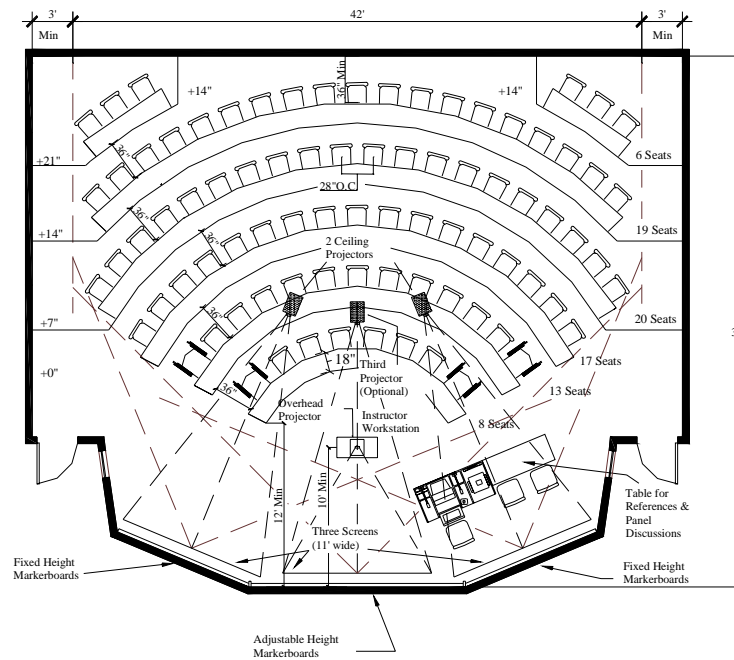 3'
42'
3'
Min
Min
36" Min
+14"
+14"
36"
+21"
6 Seats
28"O.C
36"
36"
+14"
19 Seats
2 Ceiling
Projectors
36"
+7"
20 Seats
18"
Third
Projector
(Optional)
17 Seats
+0"
36"
13 Seats
Overhead
Projector
Instructor
Workstation
8 Seats
12' Min
10' Min
Table for
References &
Panel
Discussions
Three Screens
(11' wide)
Fixed Height
Markerboards
Fixed Height
Markerboards
Adjustable Height
Markerboards